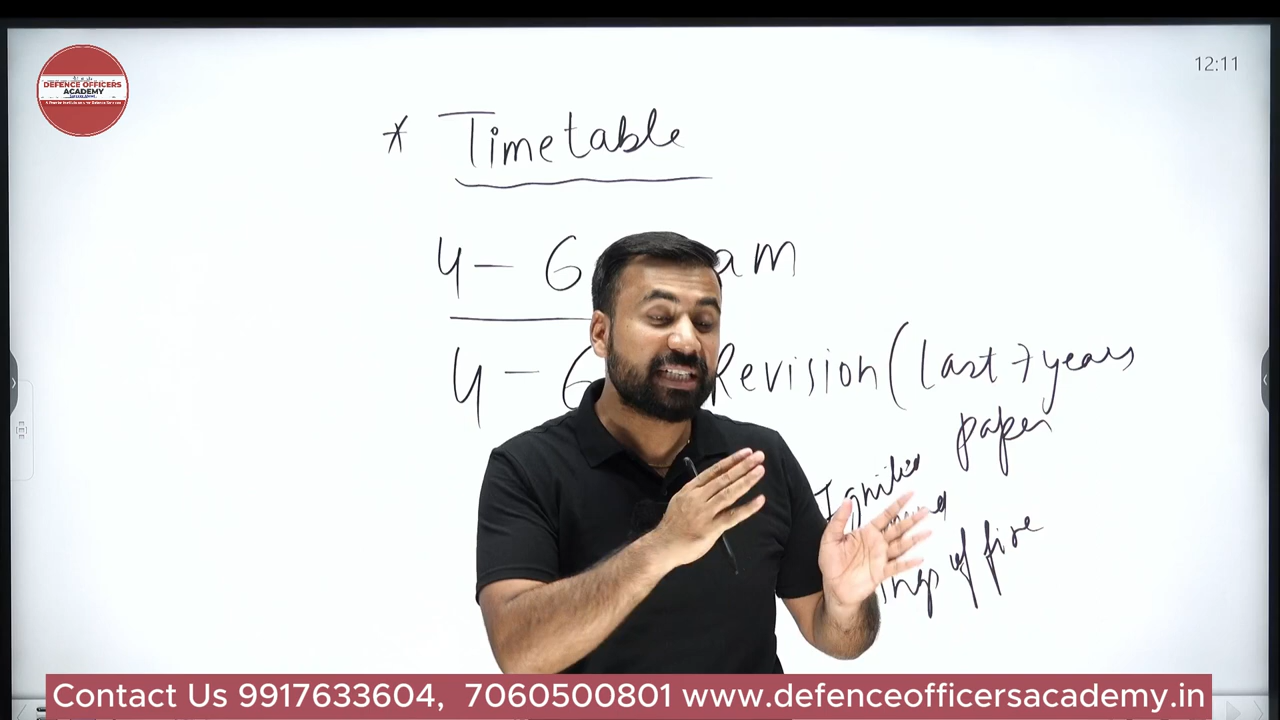 DEFENCE OFFICERS
ACADEMY
12:11
* Timetable
4 – 6 am
4 – 6 Revision (last 7 years
paper
Ignited
of fire
Contact Us 9917633604, 7060500801 www.defenceofficersacademy.in